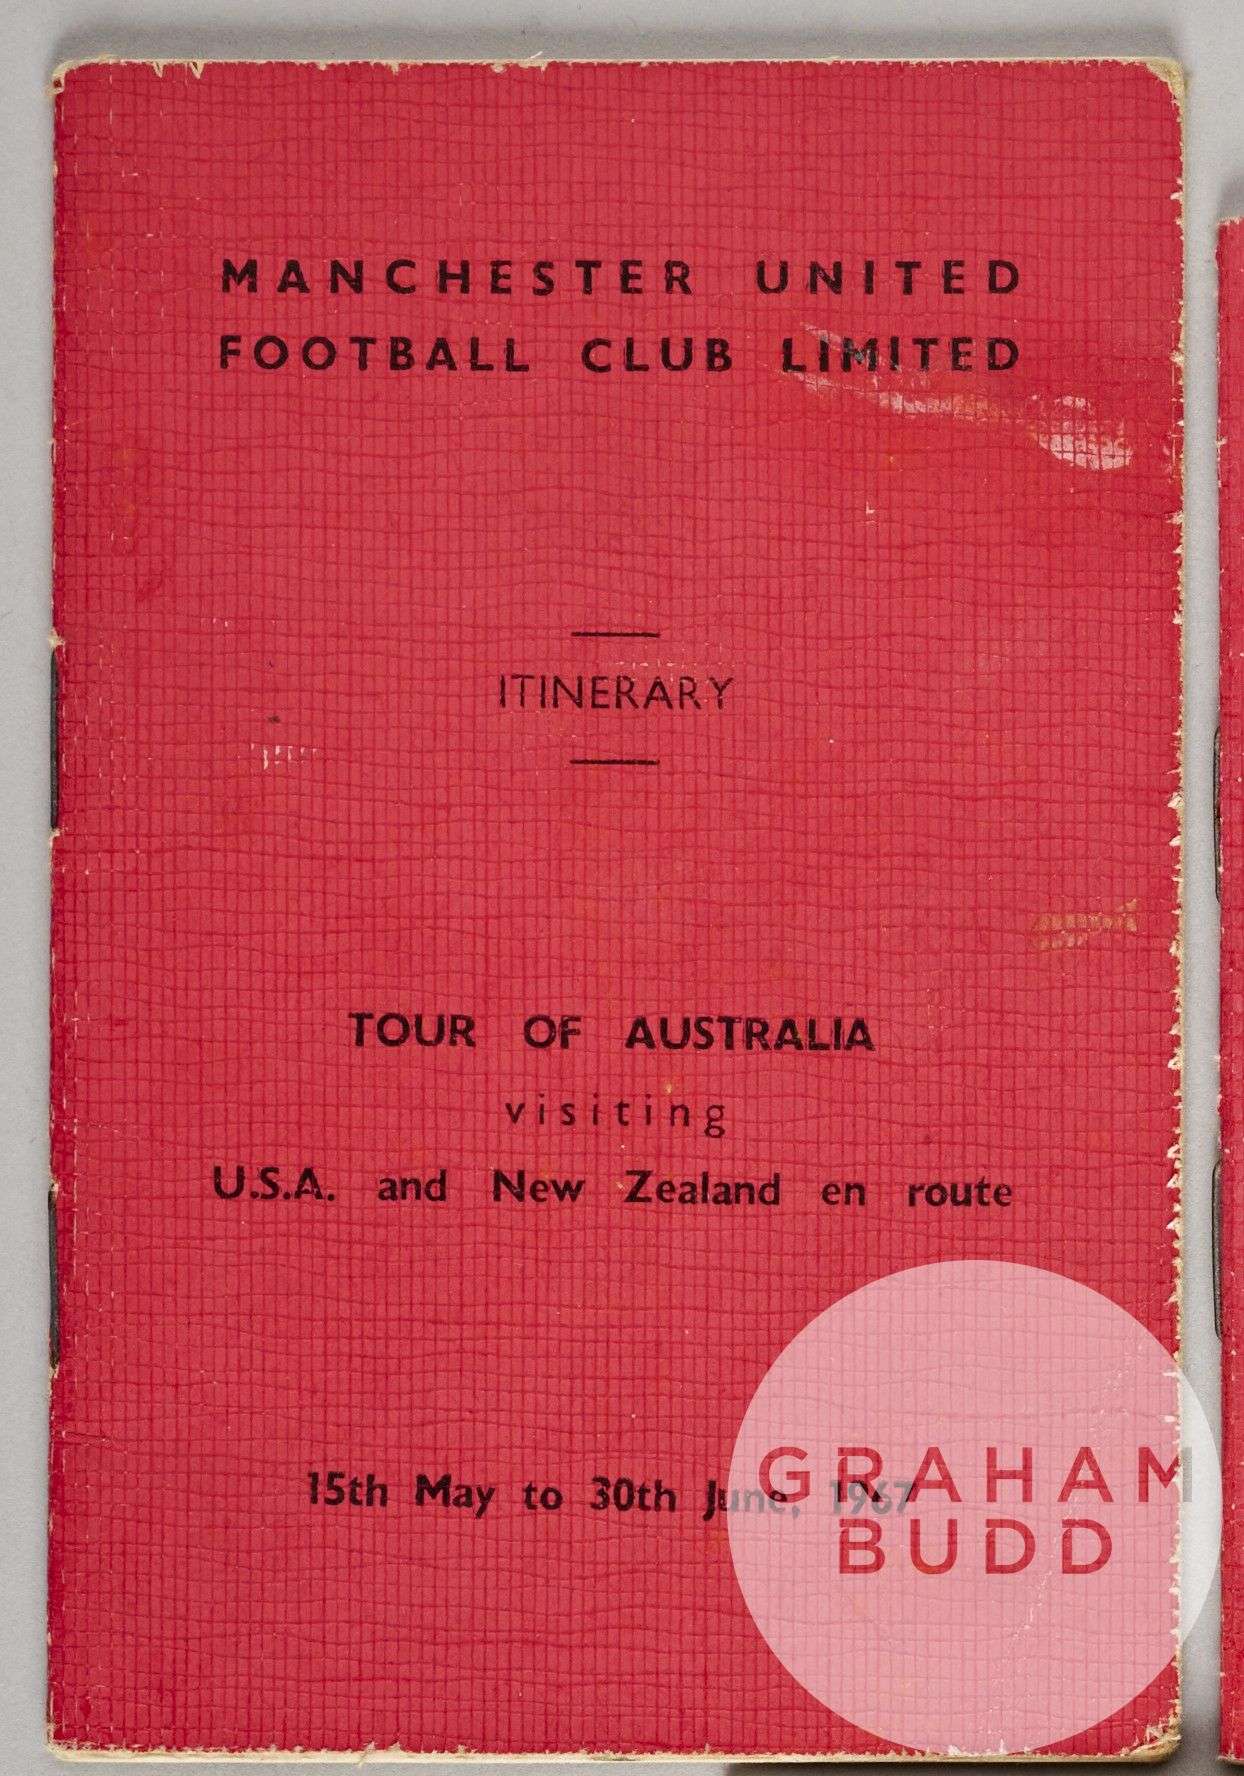 MANCHESTER UNITED
FOOTBALL CLUB LIMITED
ITINERARY
TOUR OF AUSTRALIA
visiting
U.S.A. and New Zealand en route
15th May to 30th June, 1967
GRAHAM
BUDD